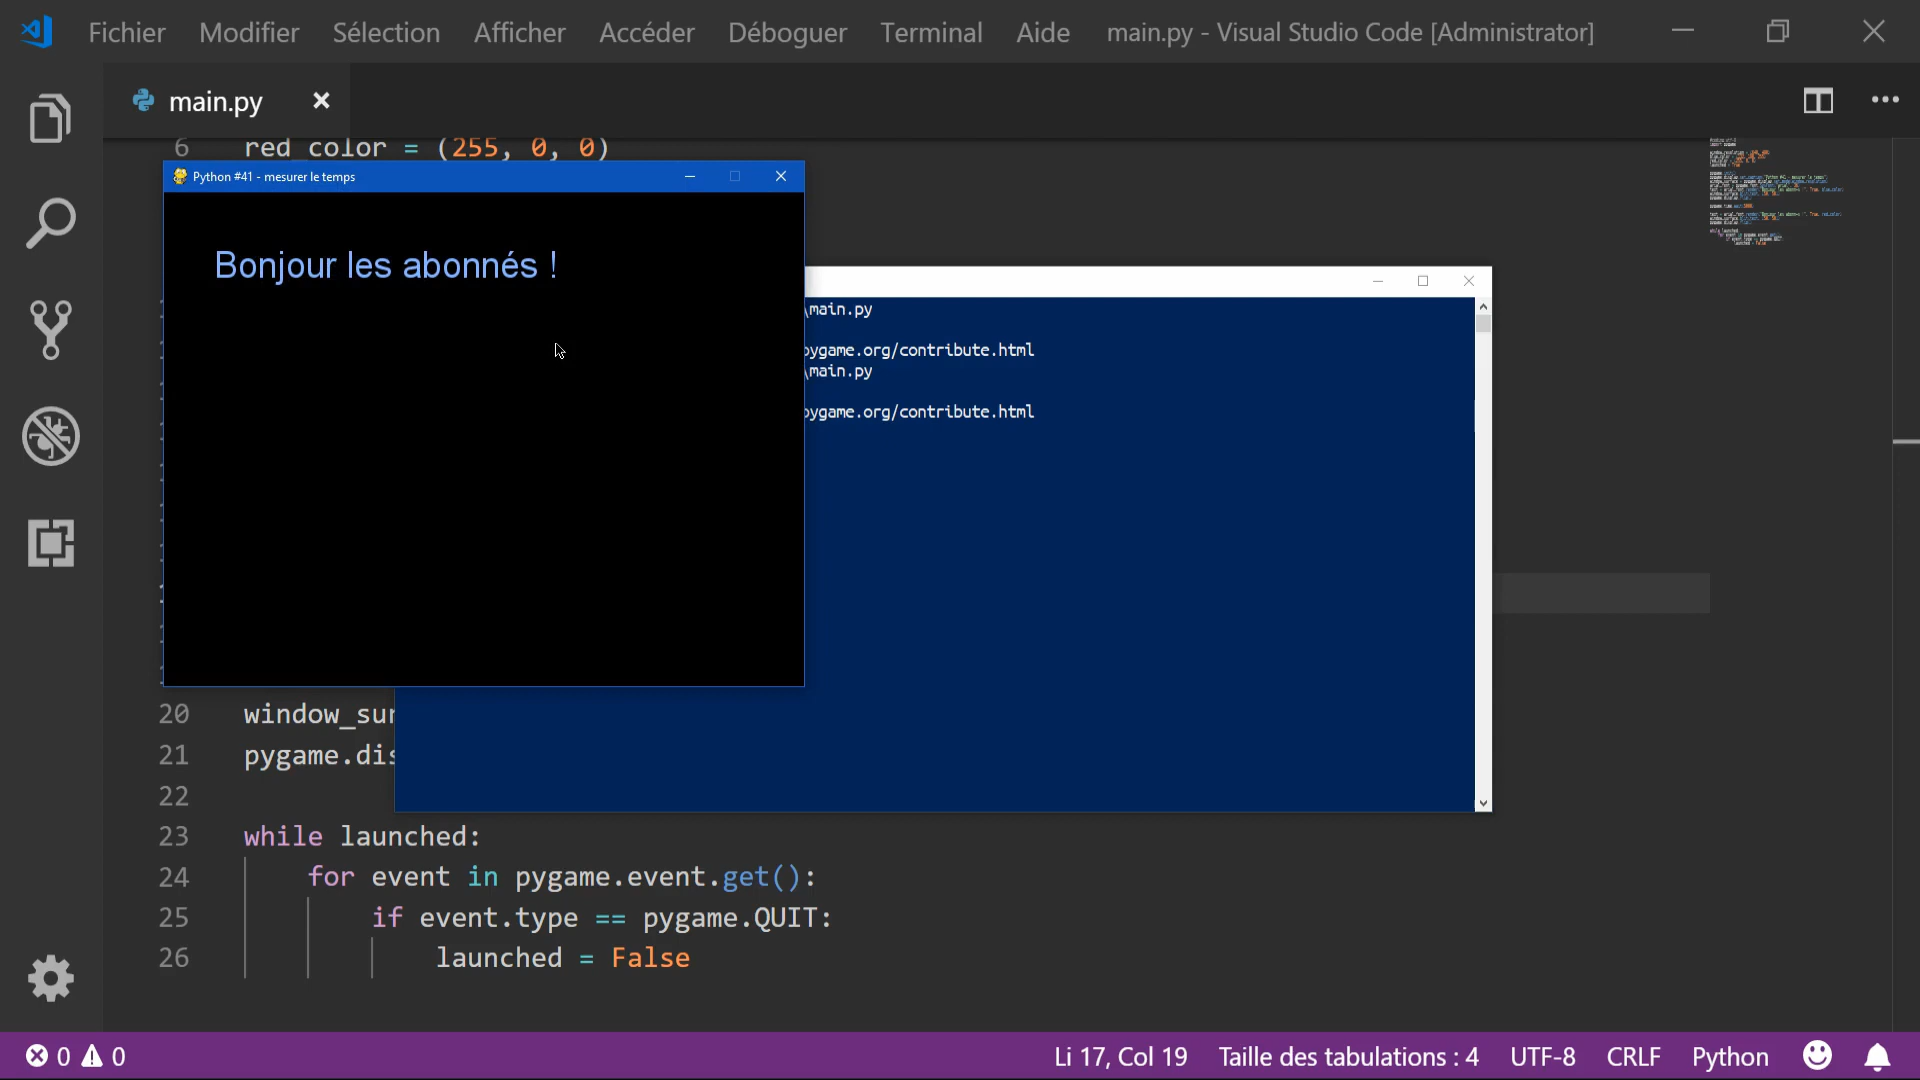 Fichier Modifier Sélection Afficher Accéder Déboguer Terminal Aide main.py - Visual Studio Code [Administrator]
main.py
6 red_color = (255, 0, 0)
Python #41 - mesurer le temps
Bonjour les abonnés !
\main.py
pygame.org/contribute.html
\main.py
pygame.org/contribute.html
20 window_sur
21 pygame.dis
22
23 while launched:
24 for event in pygame.event.get():
25 if event.type == pygame.QUIT:
26 launched = False
0 0 Li 17, Col 19 Taille des tabulations : 4 UTF-8 CRLF Python